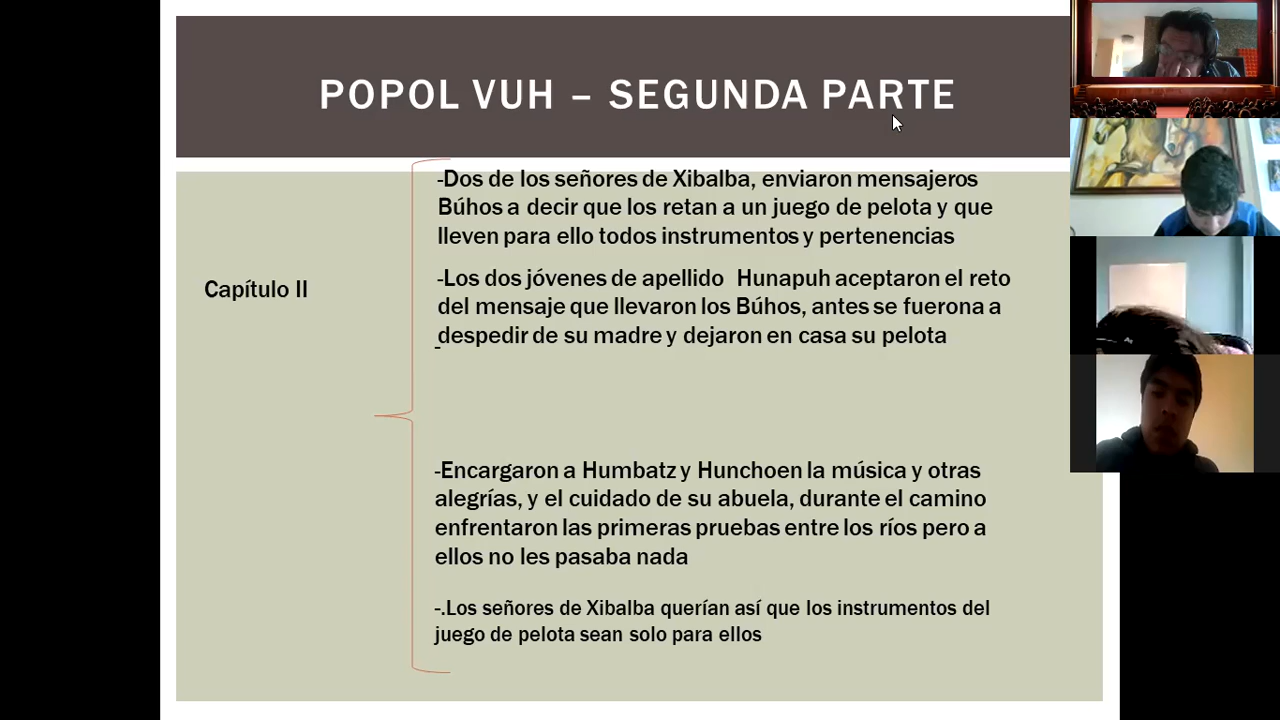 POPOL VUH – SEGUNDA PARTE
Capítulo II
-Dos de los señores de Xibalba, enviaron mensajeros
Búhos a decir que los retan a un juego de pelota y que
lleven para ello todos instrumentos y pertenencias
-Los dos jóvenes de apellido Hunapuh aceptaron el reto
del mensaje que llevaron los Búhos, antes se fuerona a
despedir de su madre y dejaron en casa su pelota
-
-Encargaron a Humbatz y Hunchoen la música y otras
alegrías, y el cuidado de su abuela, durante el camino
enfrentaron las primeras pruebas entre los ríos pero a
ellos no les pasaba nada
-.Los señores de Xibalba querían así que los instrumentos del
juego de pelota sean solo para ellos